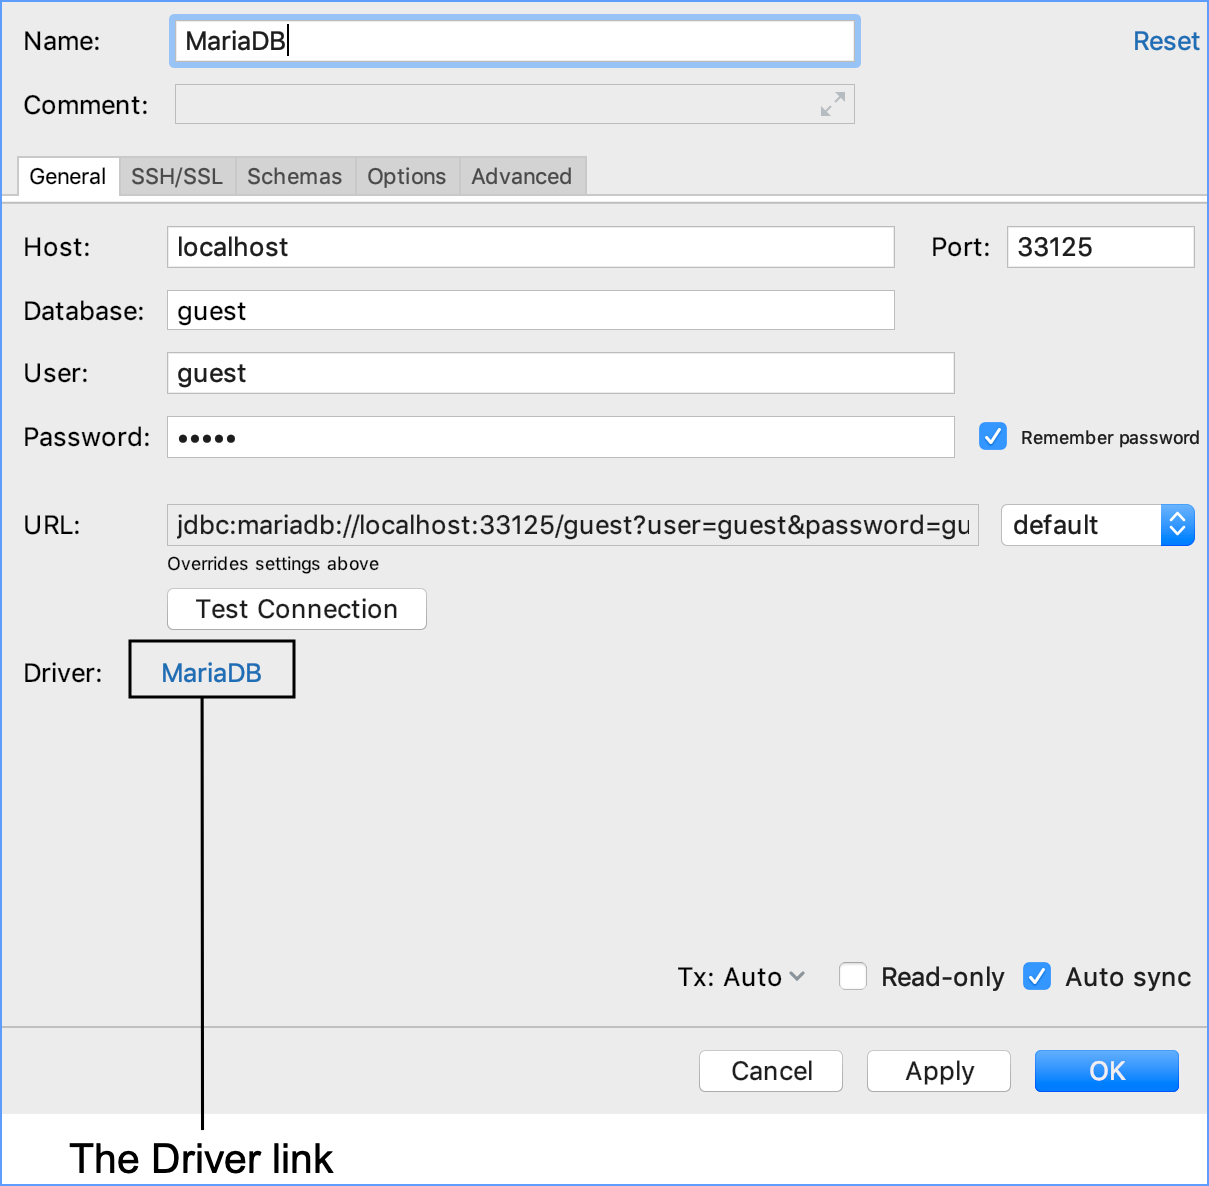 Name: MariaDB Reset
Comment:
General SSH/SSL Schemas Options Advanced
Host: localhost Port: 33125
Database: guest
User: guest
Password: ••••• Remember password
URL: jdbc:mariadb://localhost:33125/guest?user=guest&password=gu default
Overrides settings above
Test Connection
Driver: MariaDB
Tx: Auto Read-only Auto sync
Cancel Apply OK
The Driver link